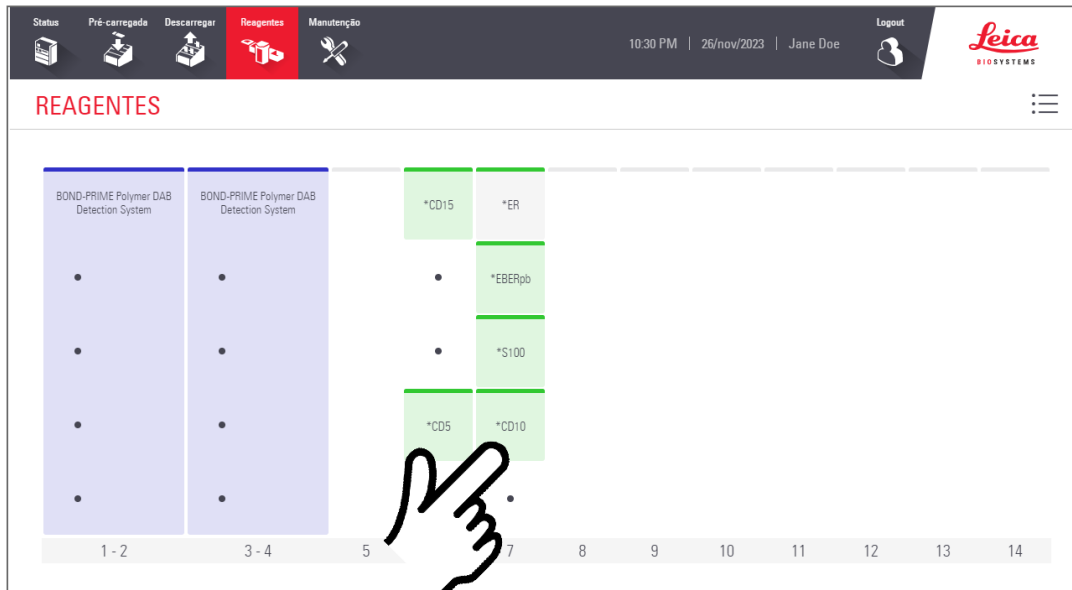 Status Pré-carregada Descarregar Reagentes Manutenção Logout
10:30 PM | 26/nov/2023 | Jane Doe
Leica
BIOSYSTEMS
REAGENTES
BOND-PRIME Polymer DAB
Detection System
BOND-PRIME Polymer DAB
Detection System
*CD15 *ER
*EBERpb
*S100
*CD5 *CD10
1 - 2 3 - 4 5 7 8 9 10 11 12 13 14